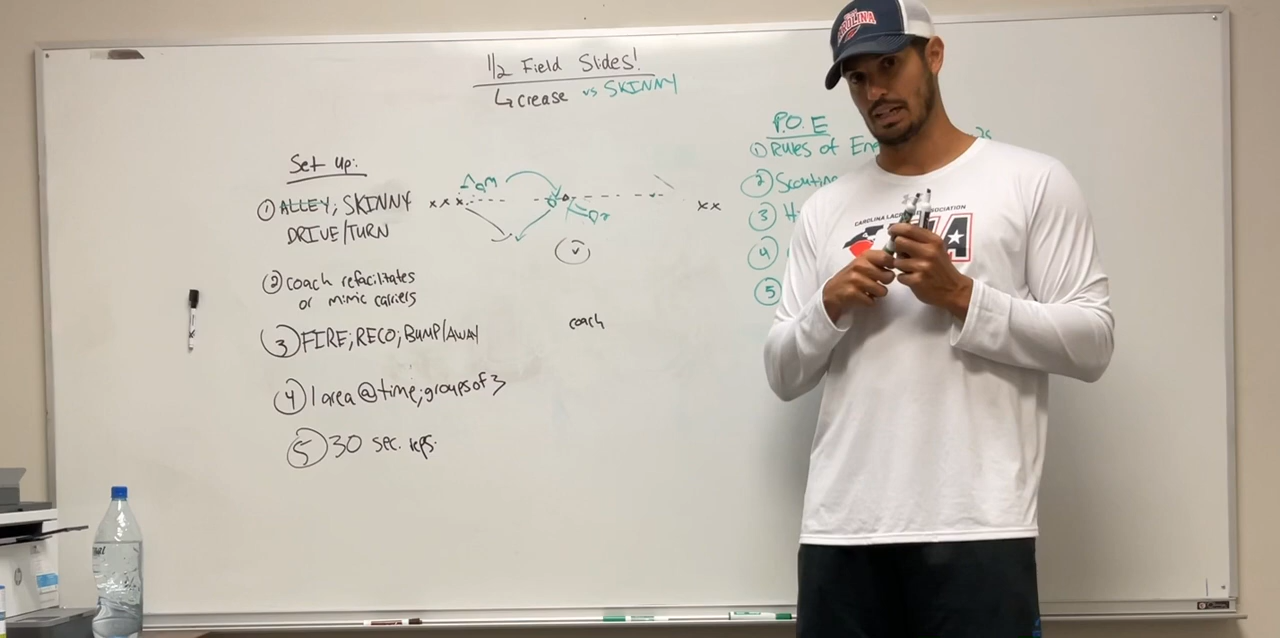 1/2 Field Slides!
↳ crease vs SKINNY
Set up:
① ALLEY; SKINNY
DRIVE/TURN
② coach refacilitates
or mimic carriers
③ FIRE; RECO; BUMP/AWAY
④ 1 area @ time; groups of 3
⑤ 30 sec. reps.
x x x
x x
coach
P.O.E
① Rules of
② Scouting
③
④
⑤
CAROLINA
CAROLINA ASSOCIATION